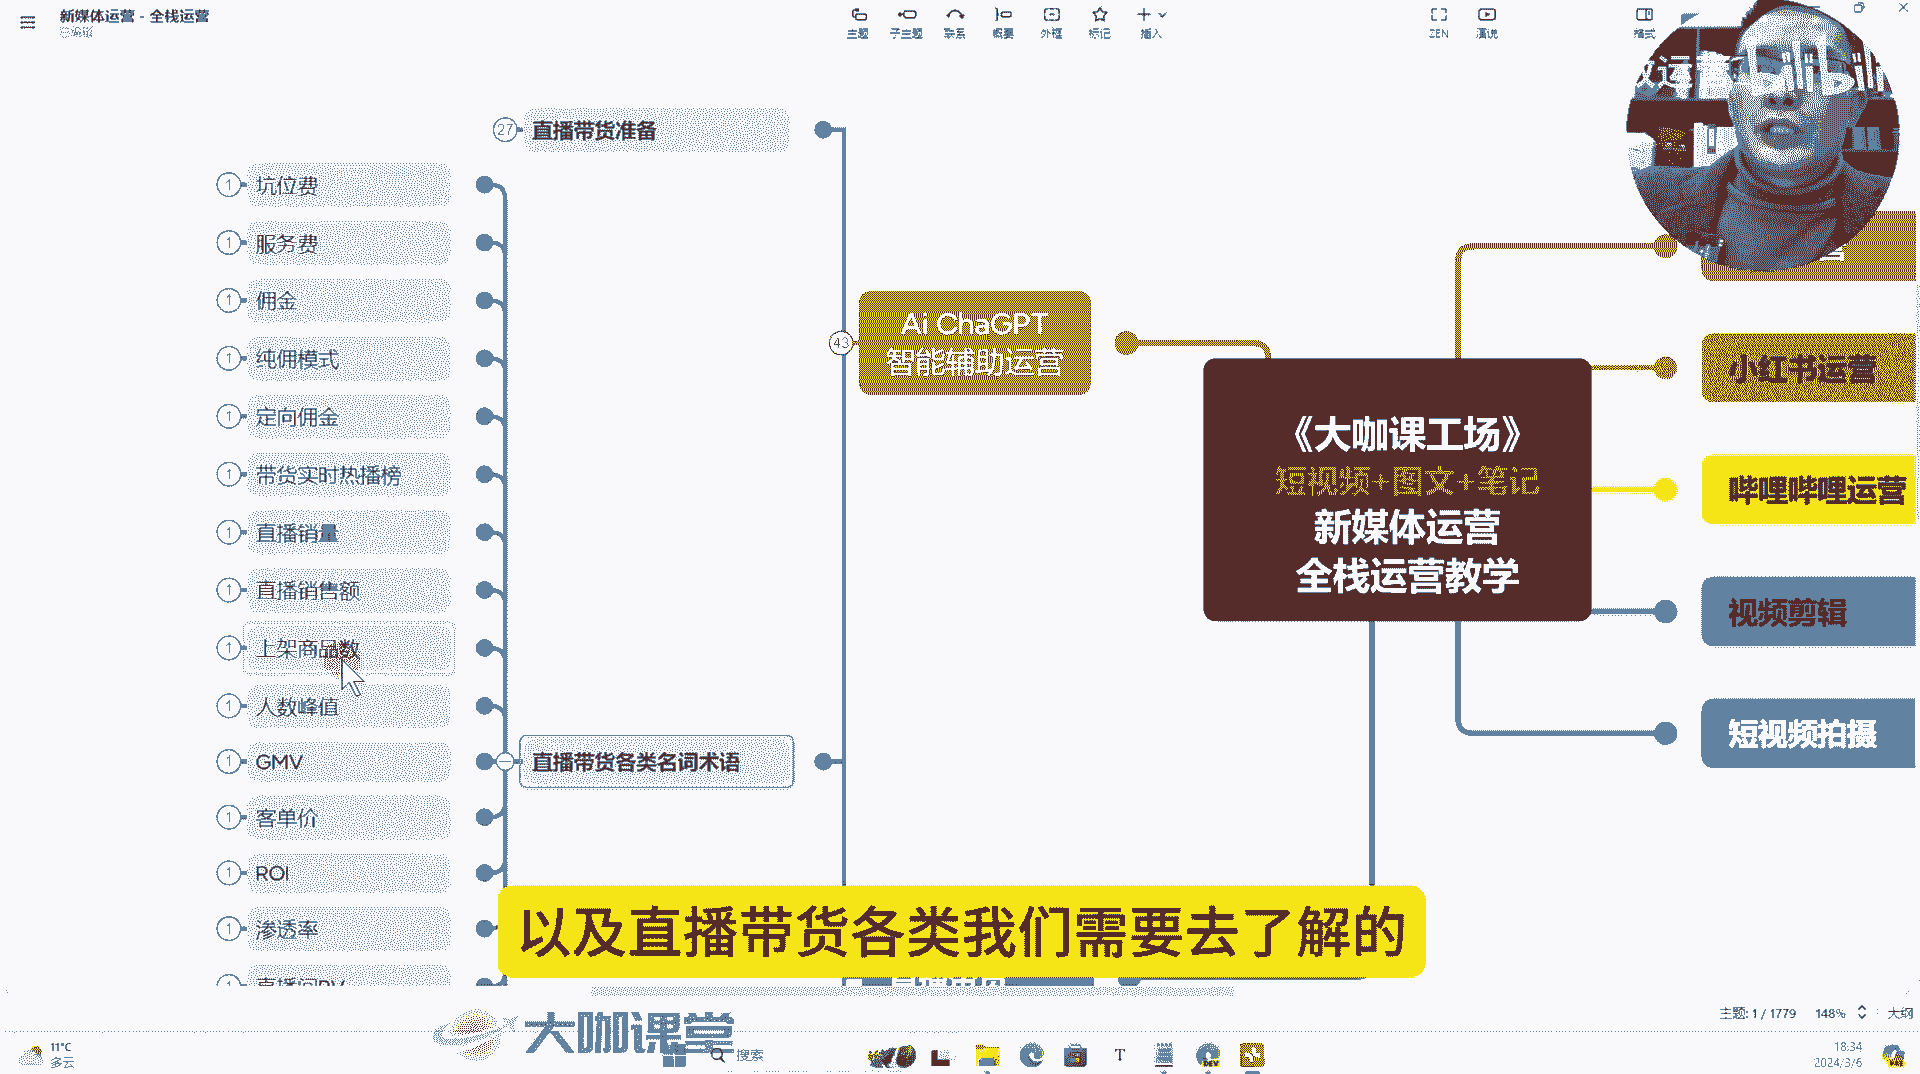 新媒体运营 - 全栈运营
主题
子主题
联系
概要
外框
标记
插入
ZEN
演说
格式
bilibili
27
直播带货准备
1
坑位费
1
服务费
1
佣金
1
纯佣模式
1
定向佣金
1
带货实时热播榜
1
直播销量
1
直播销售额
1
上架商品数
1
人数峰值
1
GMV
1
客单价
1
ROI
1
渗透率
直播带货各类名词术语
43
Ai ChaGPT
智能辅助运营
《大咖课工场》
短视频+图文+笔记
新媒体运营
全栈运营教学
小红书运营
哔哩哔哩运营
视频剪辑
短视频拍摄
以及直播带货各类我们需要去了解的
大咖课堂
主题: 1 / 1779
148%
大纲
11°C
多云
搜索
18:34
2024/3/6